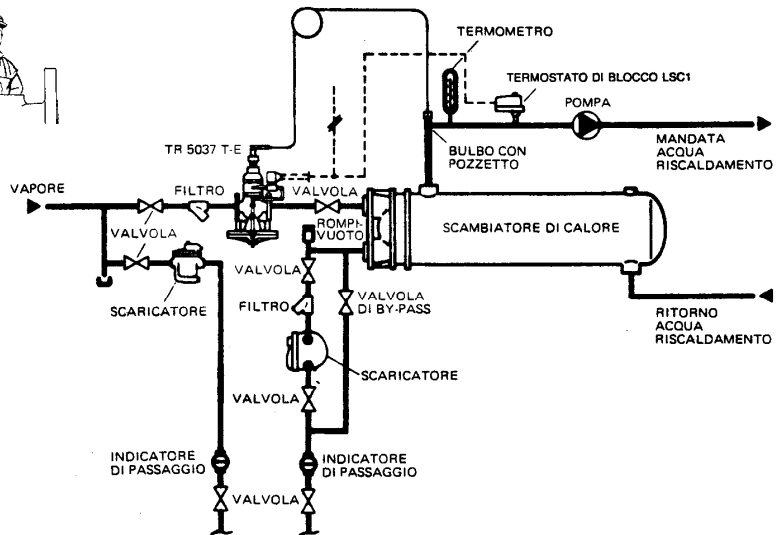 TERMOMETRO
TERMOSTATO DI BLOCCO LSC1
POMPA
TR 5037 T-E
BULBO CON
POZZETTO
MANDATA
ACQUA
RISCALDAMENTO
VAPORE
FILTRO
VALVOLA
VALVOLA
ROMPI-
VUOTO
SCAMBIATORE DI CALORE
VALVOLA
FILTRO
VALVOLA
DI BY-PASS
SCARICATORE
RITORNO
ACQUA
RISCALDAMENTO
SCARICATORE
VALVOLA
INDICATORE
DI PASSAGGIO
INDICATORE
DI PASSAGGIO
VALVOLA
VALVOLA